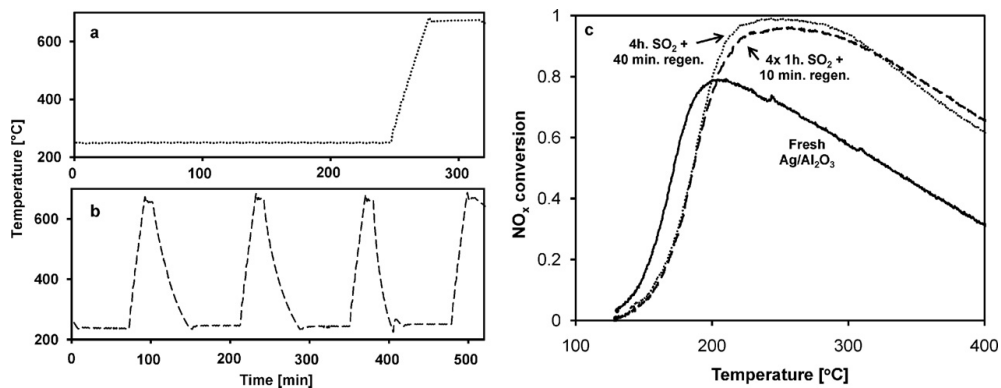 a
600
400
200
0
100
200
300
Temperature [°C]
b
600
400
200
0
100
200
300
400
500
Time [min]
c
1
0.8
0.6
0.4
0.2
0
NOₓ conversion
4h. SO₂ +
40 min. regen.
4x 1h. SO₂ +
10 min. regen.
Fresh
Ag/Al₂O₃
100
200
300
400
Temperature [°C]